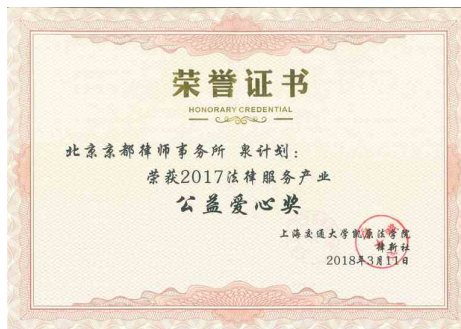 荣誉证书
HONORARY CREDENTIAL
北京京都律师事务所 泉计划：
荣获2017法律服务产业
公益爱心奖
上海交通大学凯原法学院
律新社
2018年3月11日